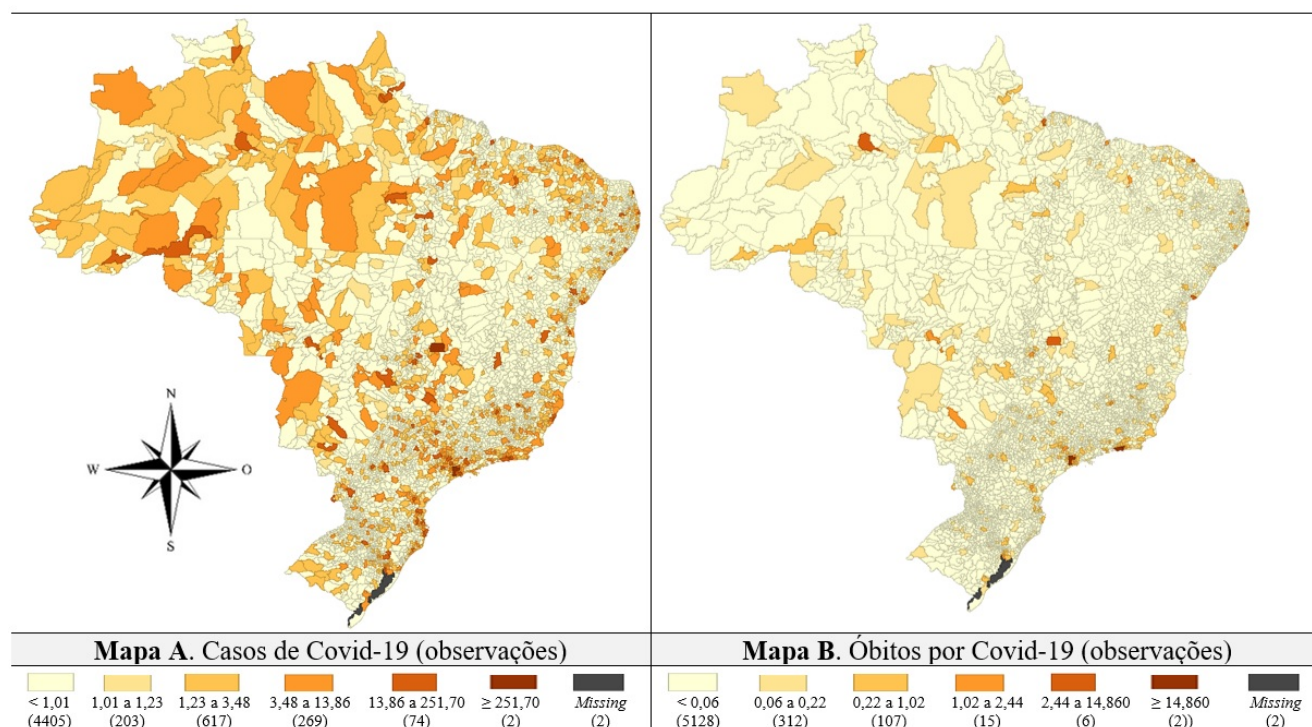 N
W O
S
Mapa A. Casos de Covid-19 (observações)
Mapa B. Óbitos por Covid-19 (observações)
< 1,01 1,01 a 1,23 1,23 a 3,48 3,48 a 13,86 13,86 a 251,70 ≥ 251,70 Missing
(4405) (203) (617) (269) (74) (2) (2)
< 0,06 0,06 a 0,22 0,22 a 1,02 1,02 a 2,44 2,44 a 14,860 ≥ 14,860 Missing
(5128) (312) (107) (15) (6) (2) (2)